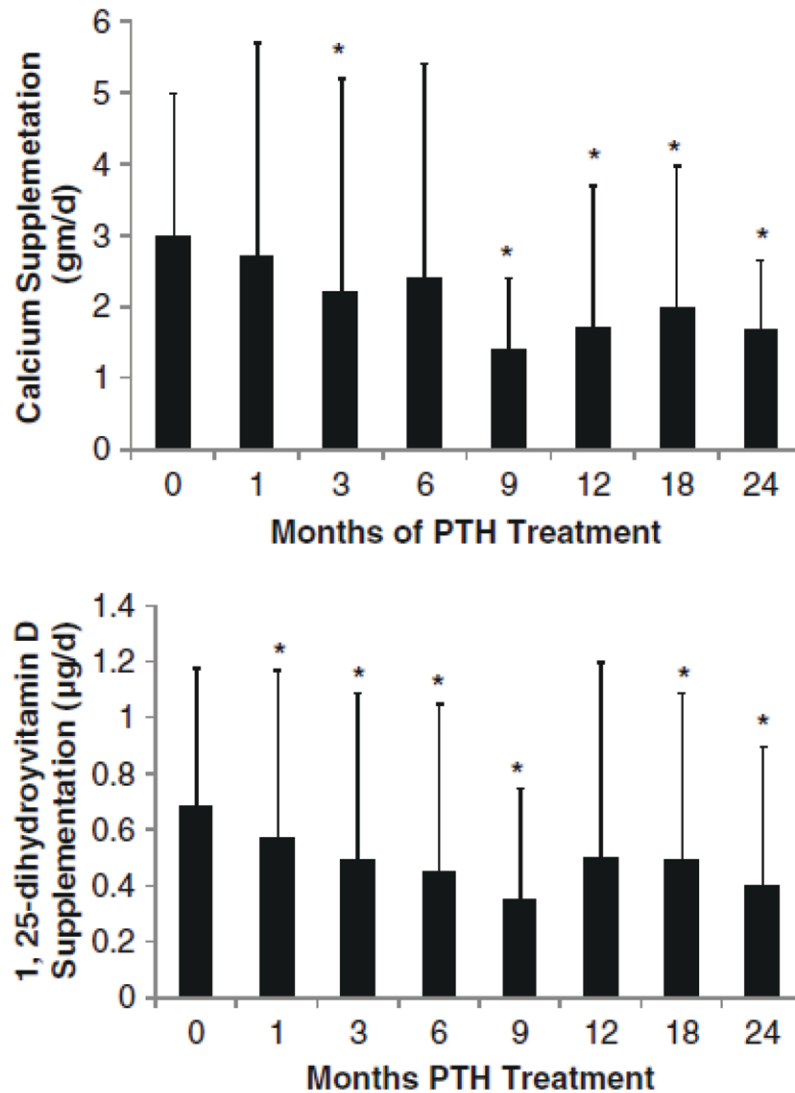 Calcium Supplemetation
(gm/d)
6
5
4
3
2
1
0
* * * * *
0 1 3 6 9 12 18 24
Months of PTH Treatment
1, 25-dihydroyvitamin D
Supplementation (µg/d)
1.4
1.2
1
0.8
0.6
0.4
0.2
0
* * * * * *
0 1 3 6 9 12 18 24
Months PTH Treatment